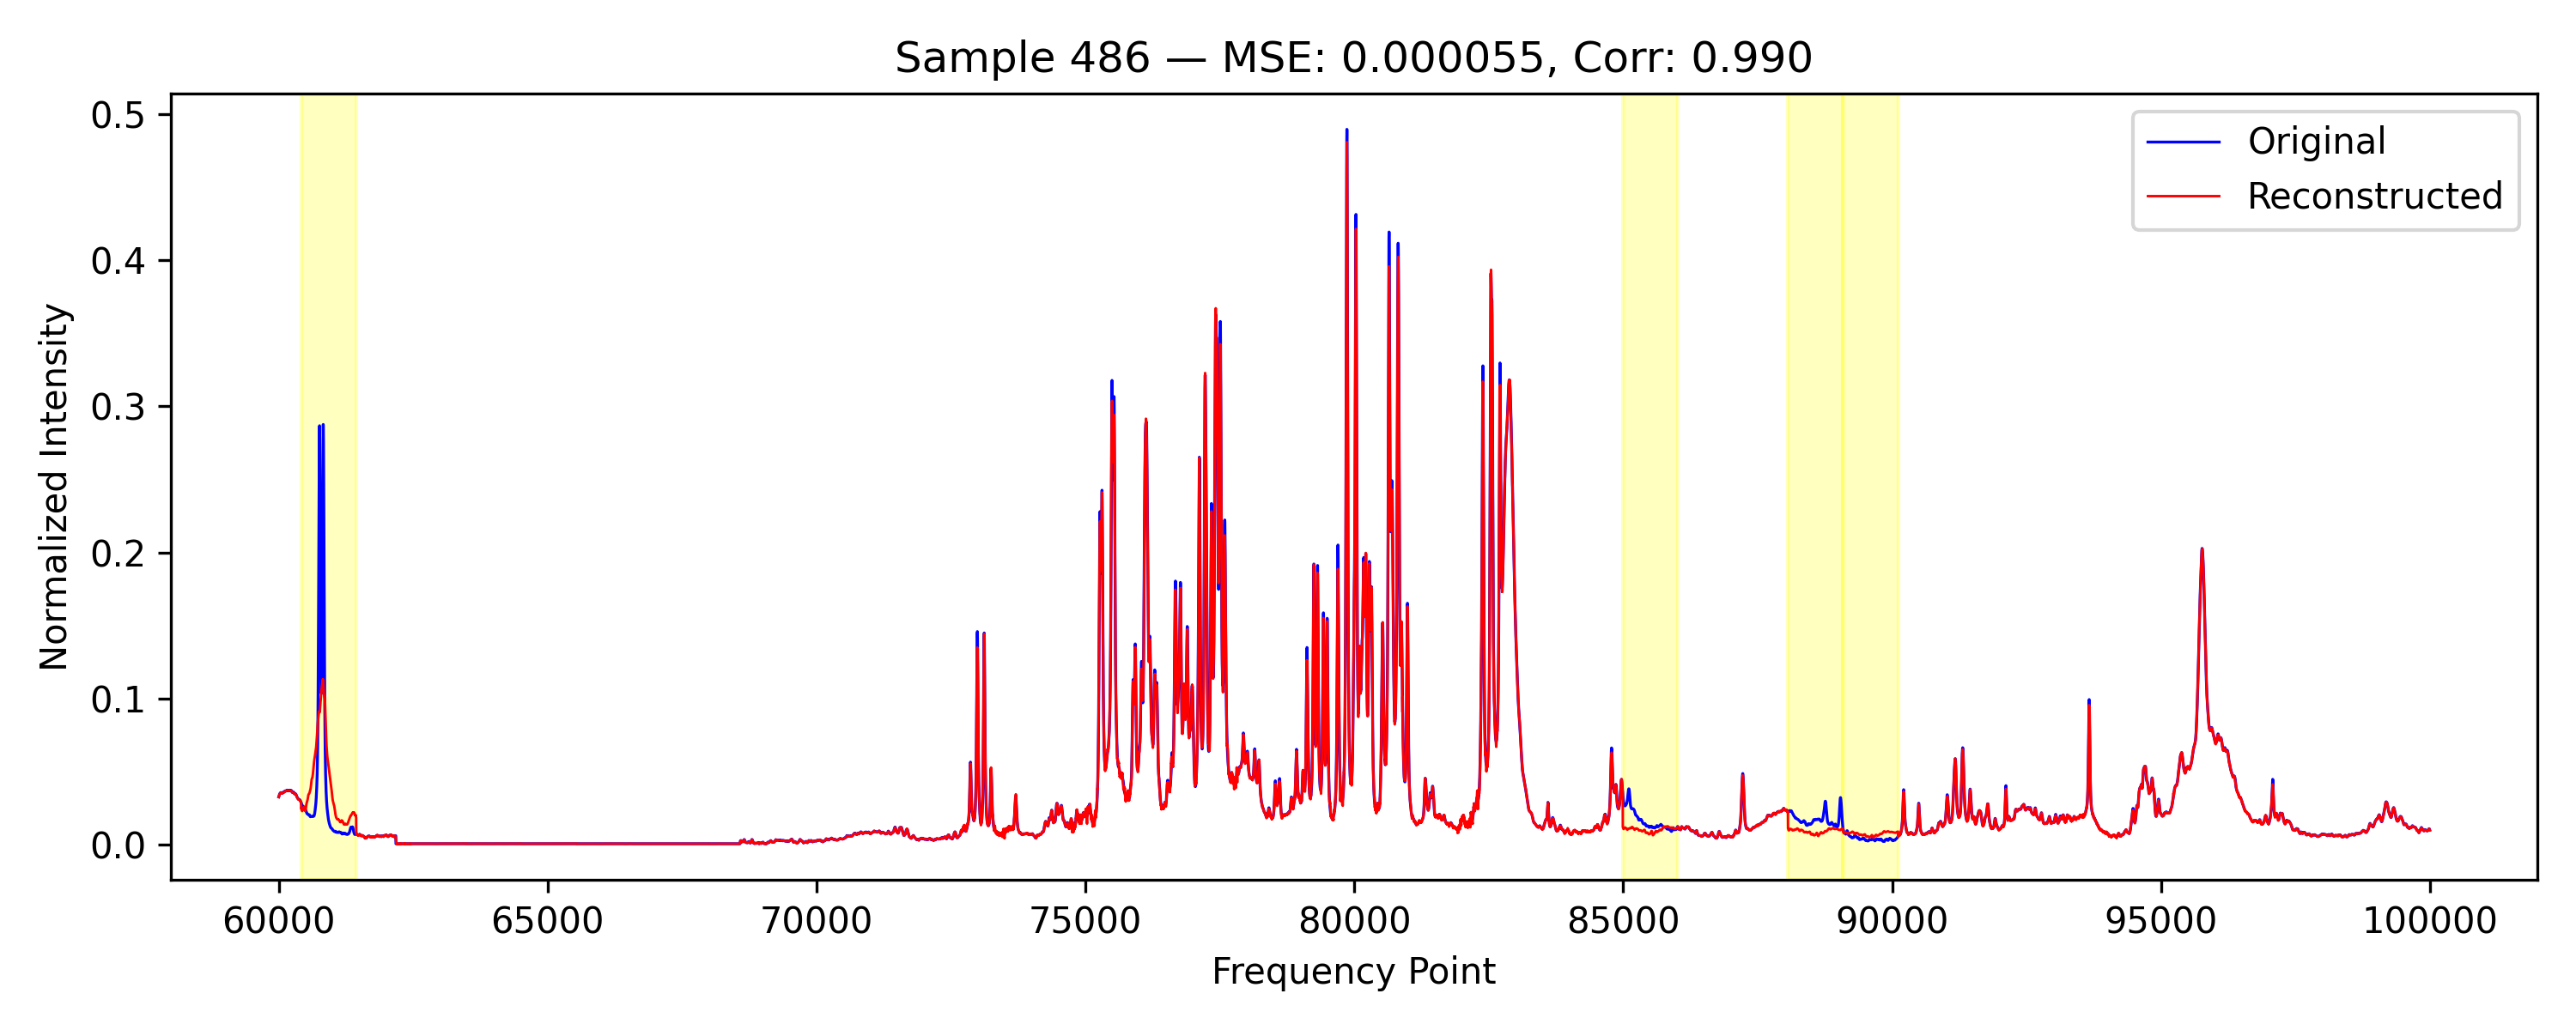 Sample 486 — MSE: 0.000055, Corr: 0.990
Original
Reconstructed
0.5
0.4
0.3
0.2
0.1
0.0
Normalized Intensity
60000 65000 70000 75000 80000 85000 90000 95000 100000
Frequency Point